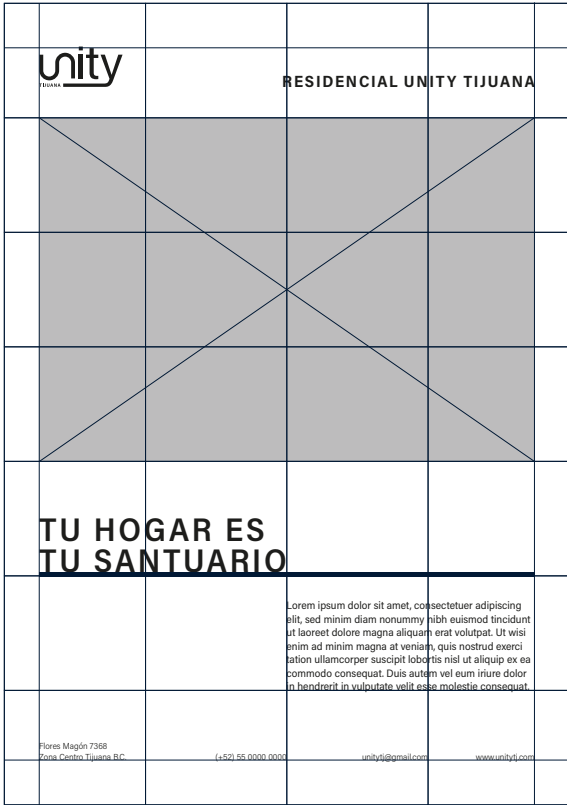 unity
TIJUANA
RESIDENCIAL UNITY TIJUANA
TU HOGAR ES
TU SANTUARIO
Lorem ipsum dolor sit amet, consectetuer adipiscing
elit, sed minim diam nonummy nibh euismod tincidunt
ut laoreet dolore magna aliquam erat volutpat. Ut wisi
enim ad minim magna at veniam, quis nostrud exerci
tation ullamcorper suscipit lobortis nisl ut aliquip ex ea
commodo consequat. Duis autem vel eum iriure dolor
in hendrerit in vulputate velit esse molestie consequat.
Flores Magón 7368
Zona Centro Tijuana B.C.
(+52) 55 0000 0000
unitytj@gmail.com
www.unitytj.com